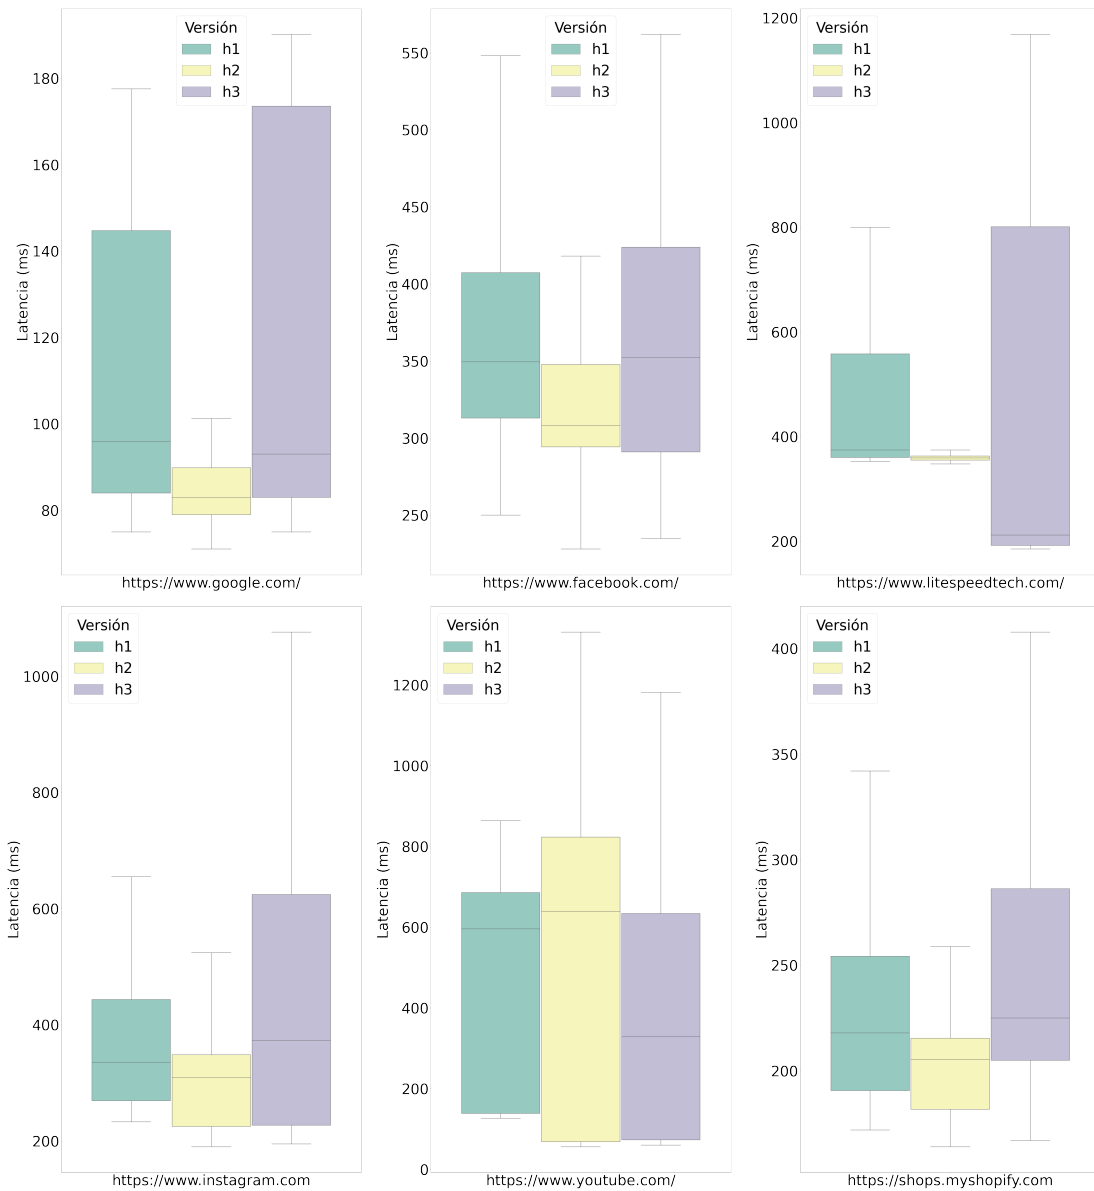 Versión
h1
h2
h3
180
160
140
120
100
80
Latencia (ms)
https://www.google.com/
Versión
h1
h2
h3
550
500
450
400
350
300
250
Latencia (ms)
https://www.facebook.com/
Versión
h1
h2
h3
1200
1000
800
600
400
200
Latencia (ms)
https://www.litespeedtech.com/
Versión
h1
h2
h3
1000
800
600
400
200
Latencia (ms)
https://www.instagram.com
Versión
h1
h2
h3
1200
1000
800
600
400
200
0
Latencia (ms)
https://www.youtube.com/
Versión
h1
h2
h3
400
350
300
250
200
Latencia (ms)
https://shops.myshopify.com